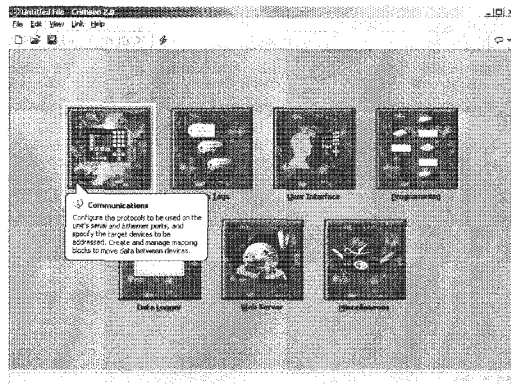 Untitled File - Crimson 2.0
File Edit View Link Help
Tags
User Interface
Programming
Communications
Configure the protocols to be used on the
unit's serial and Ethernet ports, and
specify the target devices to be
addressed. Create and manage mapping
blocks to move data between devices.
Data Logger
Web Server
Miscellaneous